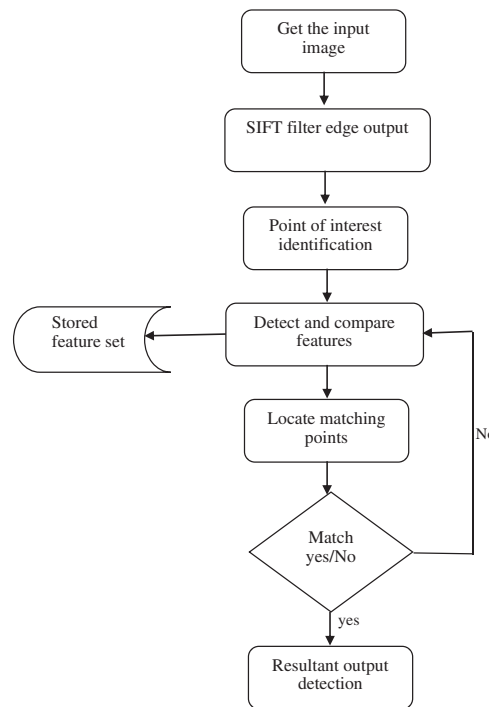 Get the input
image
SIFT filter edge output
Point of interest
identification
Stored
feature set
Detect and compare
features
Locate matching
points
No
Match
yes/No
yes
Resultant output
detection